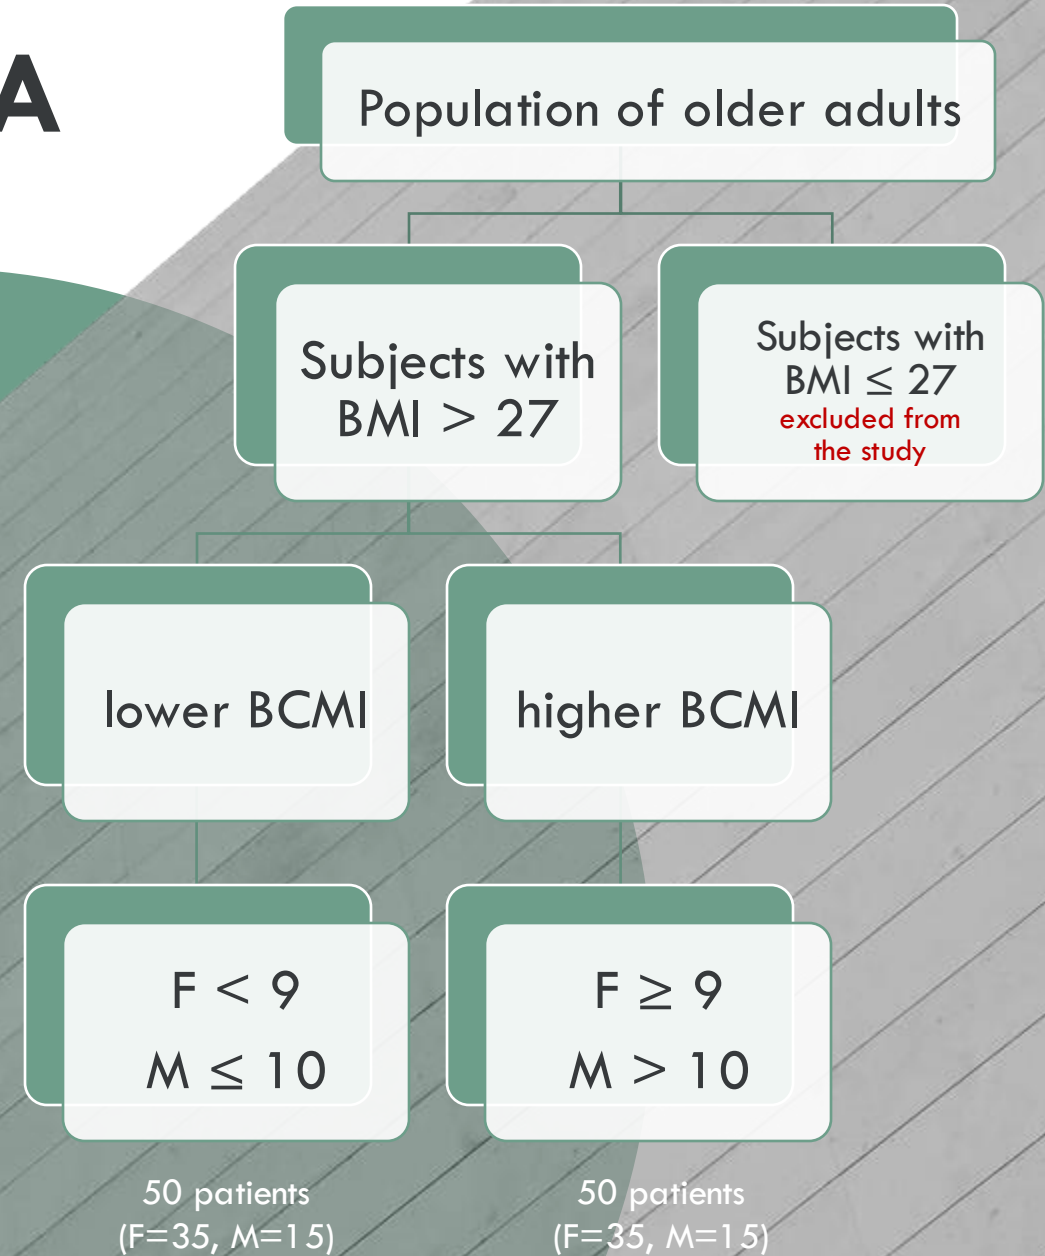 A
Population of older adults
Subjects with
BMI > 27
Subjects with
BMI ≤ 27
excluded from
the study
lower BCMI
higher BCMI
F < 9
M ≤ 10
F ≥ 9
M > 10
50 patients
(F=35, M=15)
50 patients
(F=35, M=15)